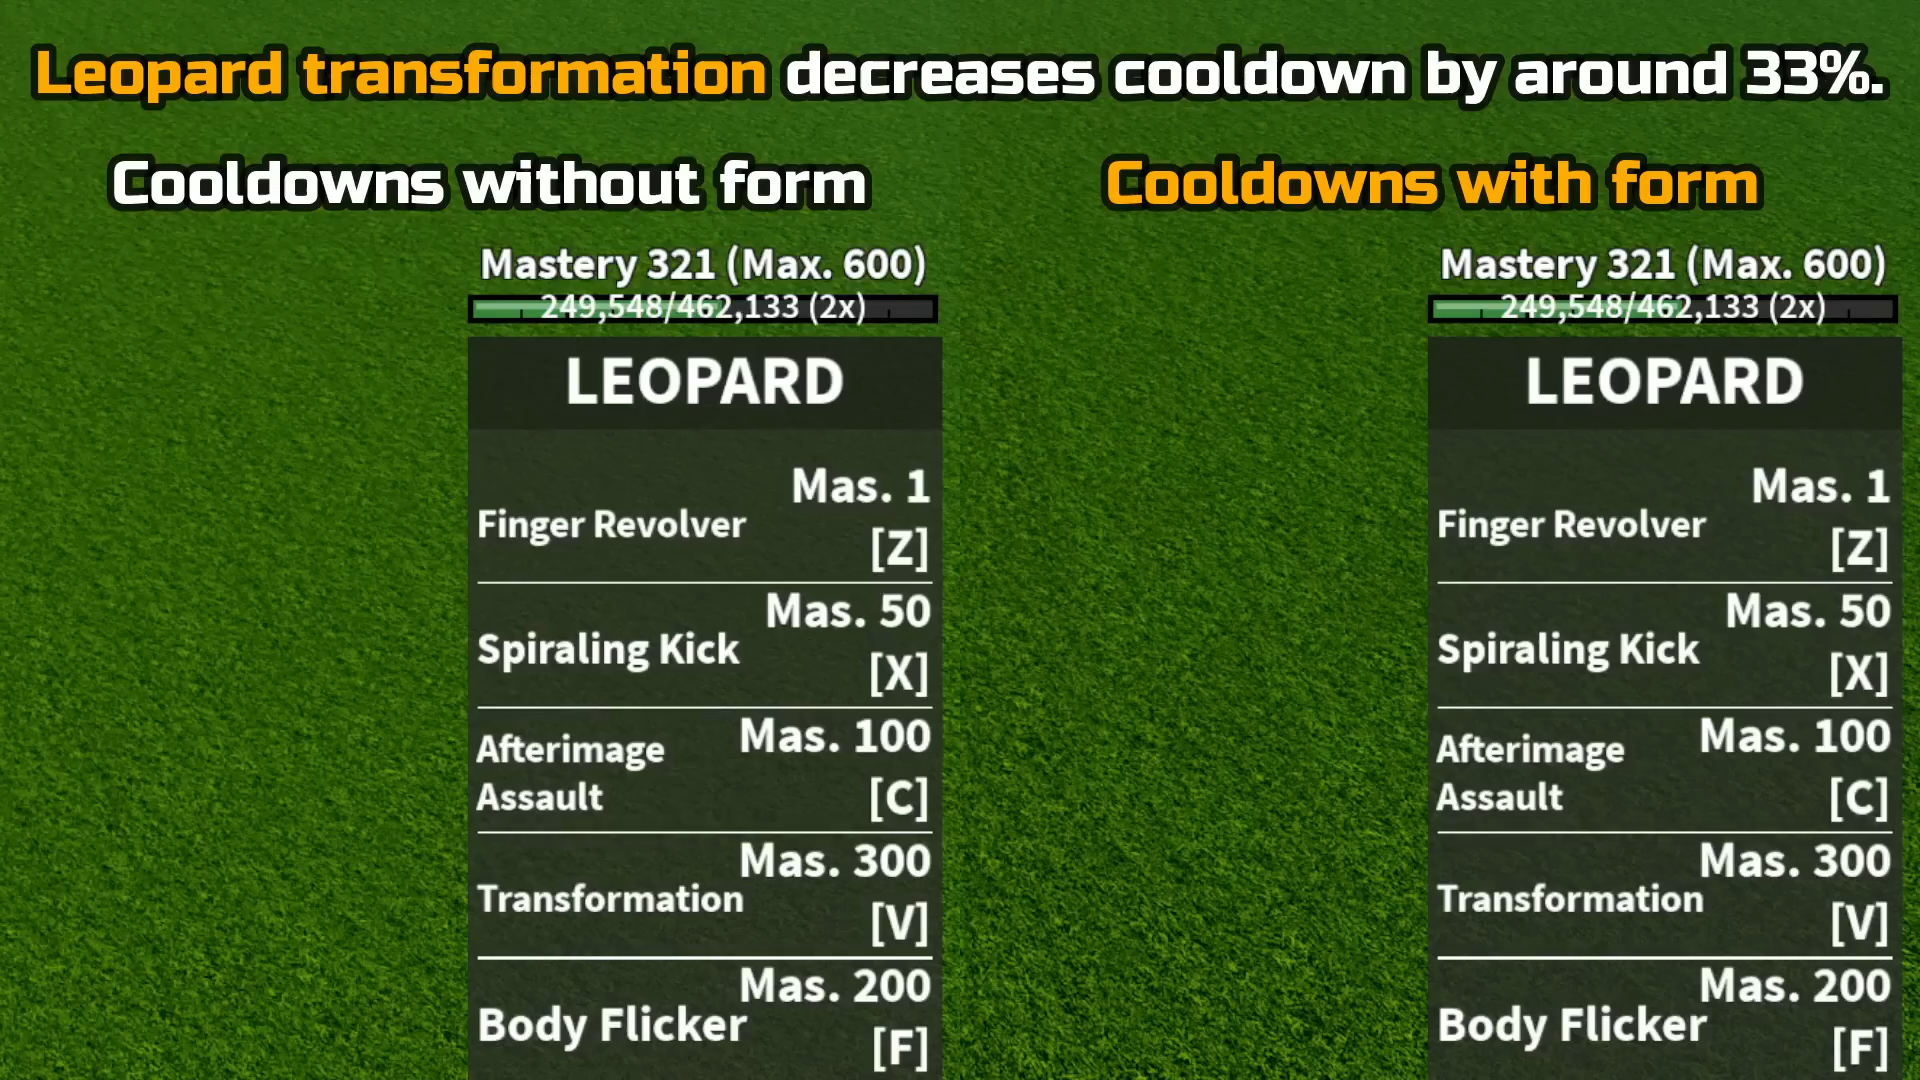 Leopard transformation decreases cooldown by around 33%.
Cooldowns without form
Mastery 321 (Max. 600)
249,548/462,133 (2x)
LEOPARD
Mas. 1
Finger Revolver
[Z]
Mas. 50
Spiraling Kick
[X]
Mas. 100
Afterimage
Assault
[C]
Mas. 300
Transformation
[V]
Mas. 200
Body Flicker
[F]
Cooldowns with form
Mastery 321 (Max. 600)
249,548/462,133 (2x)
LEOPARD
Mas. 1
Finger Revolver
[Z]
Mas. 50
Spiraling Kick
[X]
Mas. 100
Afterimage
Assault
[C]
Mas. 300
Transformation
[V]
Mas. 200
Body Flicker
[F]